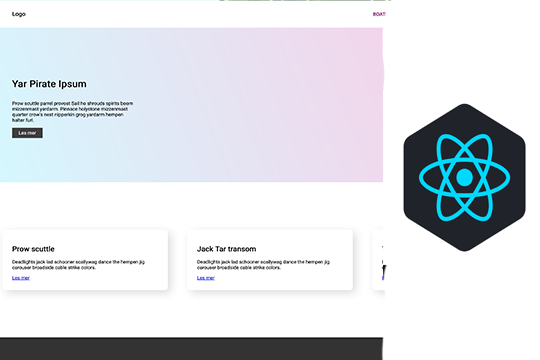 Logo
BOAT
Yar Pirate Ipsum
Prow scuttle parrel provost Sail ho shrouds spirits boom
mizzenmast yardarm. Pinnace holystone mizzenmast
quarter crow's nest nipperkin grog yardarm hempen
halter furl.
Les mer
Prow scuttle
Deadlights jack lad schooner scallywag dance the hempen jig
carouser broadside cable strike colors.
Les mer
Jack Tar transom
Deadlights jack lad schooner scallywag dance the hempen jig
carouser broadside cable strike colors.
Les mer